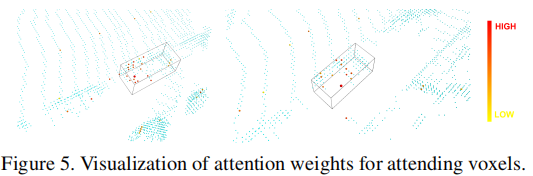 HIGH
LOW
Figure 5. Visualization of attention weights for attending voxels.